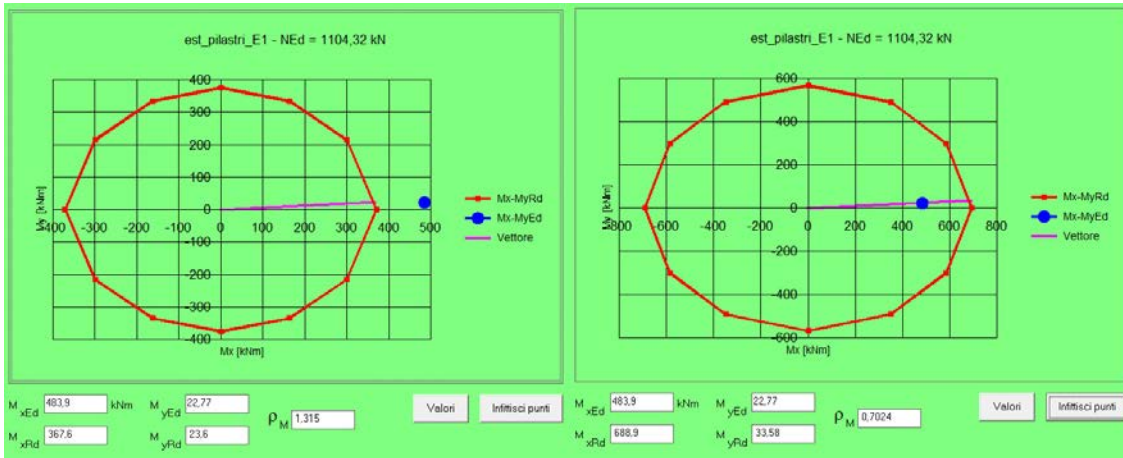 est_pilastri_E1 - NEd = 1104,32 kN
400
300
200
100
0
-100
-200
-300
-400
-400 -300 -200 -100 0 100 200 300 400 500
My [kNm]
Mx [kNm]
Mx-MyRd
Mx-MyEd
Vettore
M xEd 483,9 kNm M yEd 22,77
M xRd 367,6 M yRd 23,6
ρ M 1,315
Valori
Infittisci punti
est_pilastri_E1 - NEd = 1104,32 kN
600
400
200
0
-200
-400
-600
-800 -600 -400 -200 0 200 400 600 800
My [kNm]
Mx [kNm]
Mx-MyRd
Mx-MyEd
Vettore
M xEd 483,9 kNm M yEd 22,77
M xRd 688,9 M yRd 33,58
ρ M 0,7024
Valori
Infittisci punti